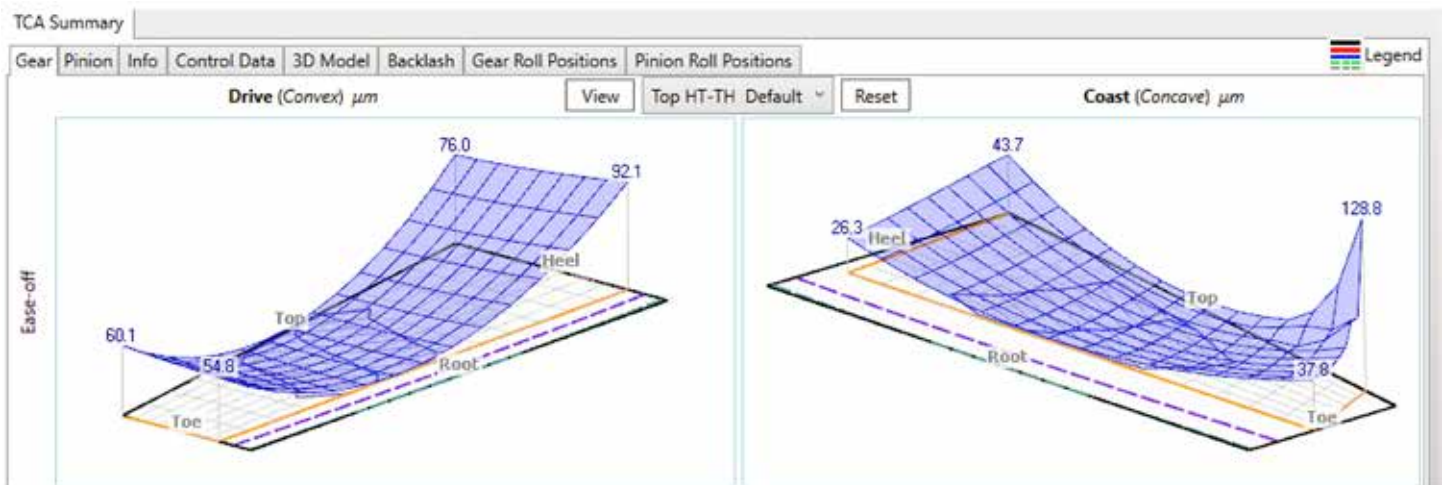 TCA Summary
Gear Pinion Info Control Data 3D Model Backlash Gear Roll Positions Pinion Roll Positions Legend
Drive (Convex) μm View Top HT-TH Default Reset Coast (Concave) μm
Ease-off
76.0
92.1
Heel
Top
60.1
54.8
Root
Toe
43.7
128.8
26.3
Heel
Top
Root
37.8
Toe